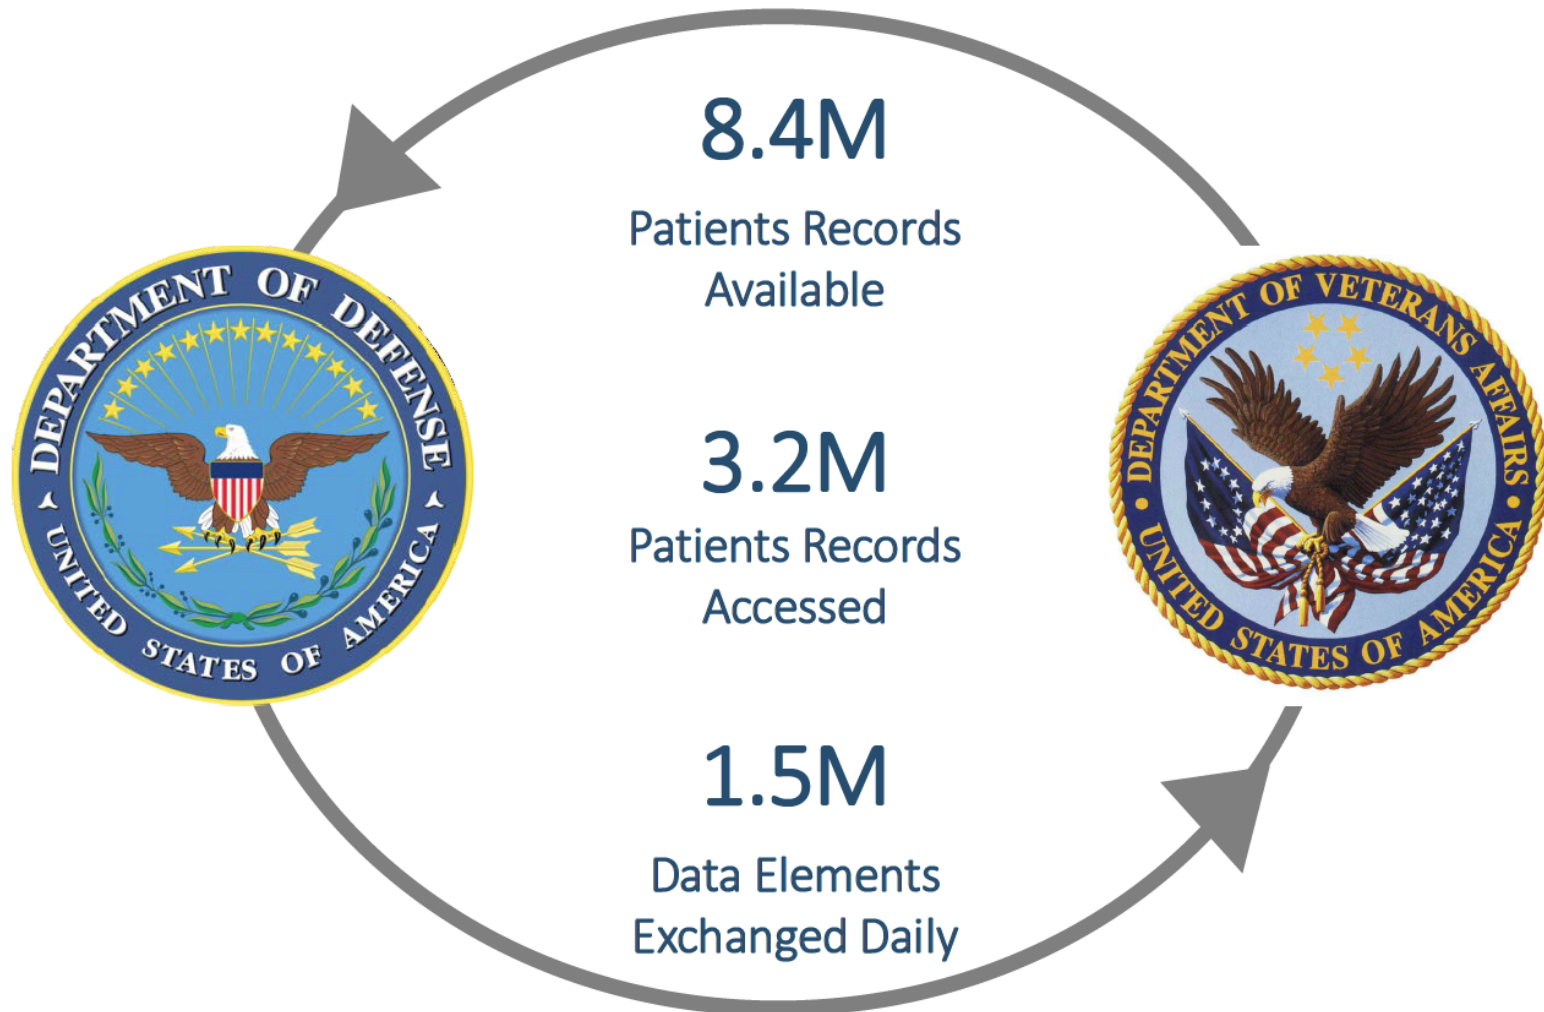 8.4M
Patients Records
Available
DEPARTMENT OF DEFENSE
UNITED STATES OF AMERICA
3.2M
Patients Records
Accessed
DEPARTMENT OF VETERANS AFFAIRS
UNITED STATES OF AMERICA
1.5M
Data Elements
Exchanged Daily